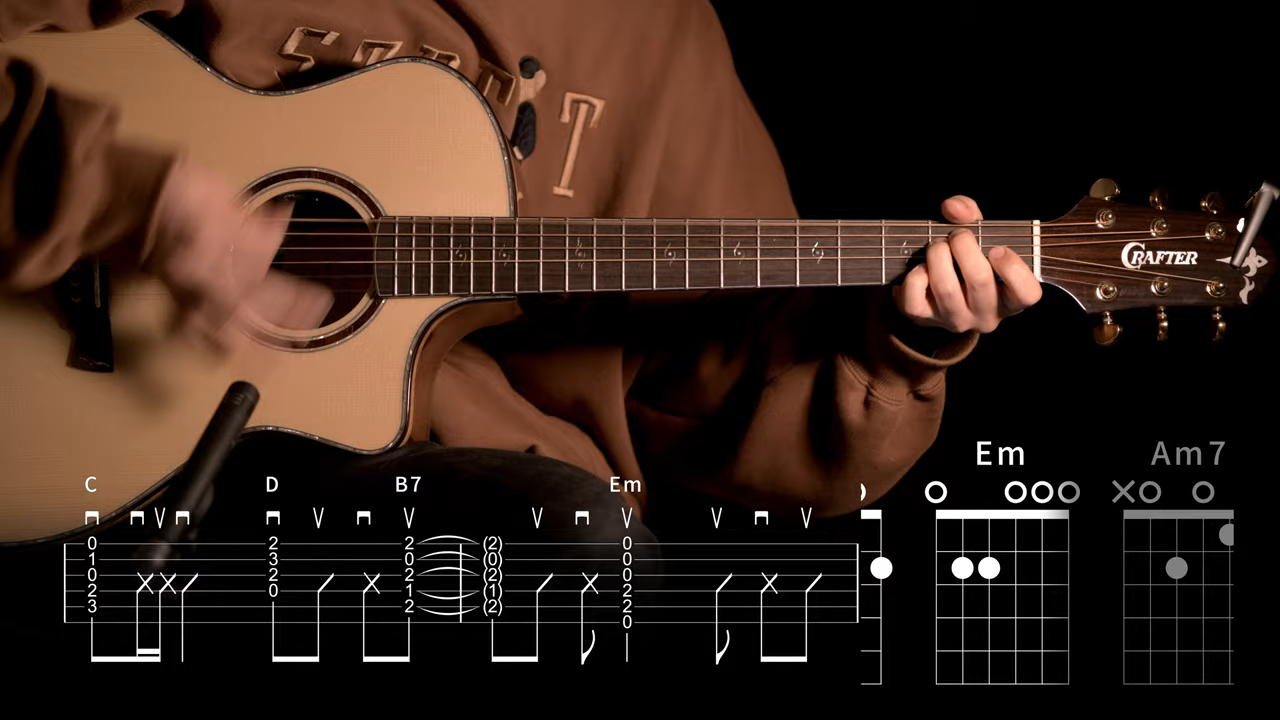 CRAFTER
Em Am7
C D B7 Em
0 2 2 (2) 0
1 3 0 (0) 0
0 2 2 (2) 0
2 0 1 (1) 2
3 2 (2) 2
0